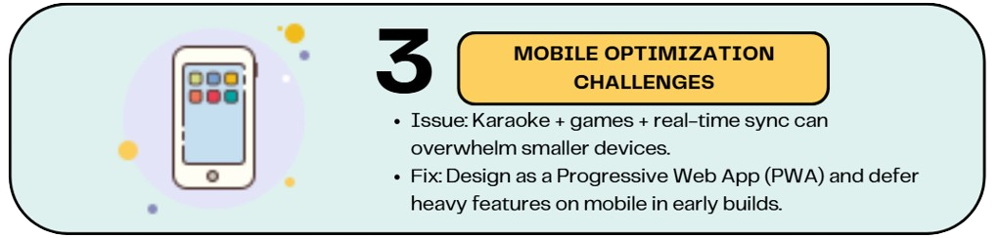 3
MOBILE OPTIMIZATION
CHALLENGES
• Issue: Karaoke + games + real-time sync can
overwhelm smaller devices.
• Fix: Design as a Progressive Web App (PWA) and defer
heavy features on mobile in early builds.